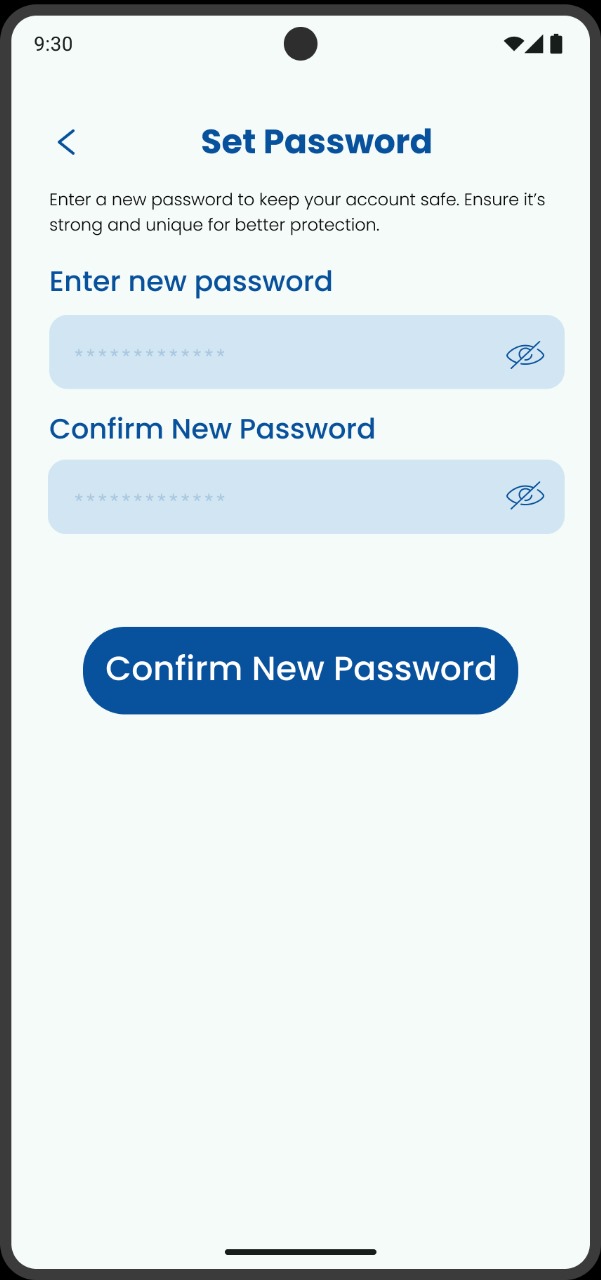 9:30
Set Password
Enter a new password to keep your account safe. Ensure it’s
strong and unique for better protection.
Enter new password
*************
Confirm New Password
*************
Confirm New Password